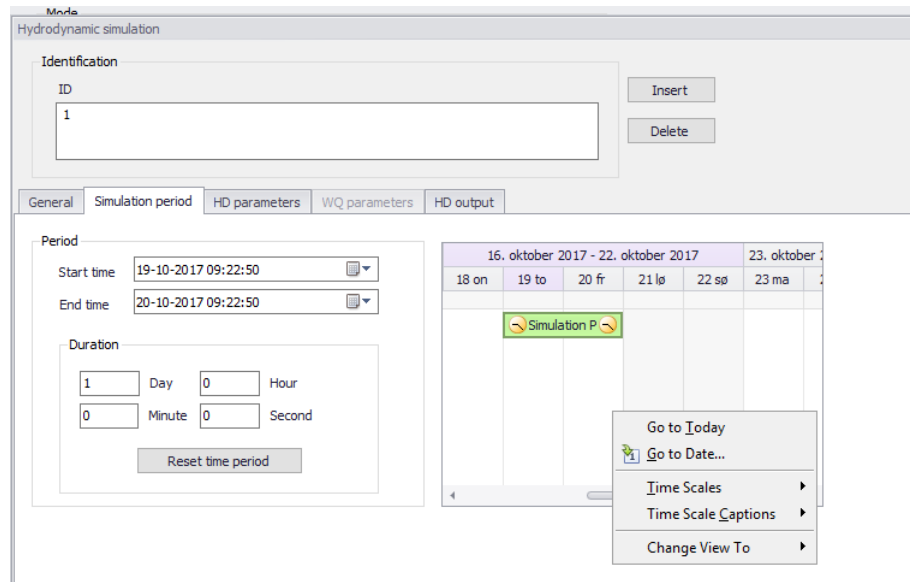 Mode
Hydrodynamic simulation
Identification
ID
1
Insert
Delete
General Simulation period HD parameters WQ parameters HD output
Period
Start time 19-10-2017 09:22:50
End time 20-10-2017 09:22:50
Duration
1 Day 0 Hour
0 Minute 0 Second
Reset time period
16. oktober 2017 - 22. oktober 2017 23. oktober
18 on 19 to 20 fr 21 lø 22 sø 23 ma
Simulation P
Go to Today
1 Go to Date...
Time Scales
Time Scale Captions
Change View To